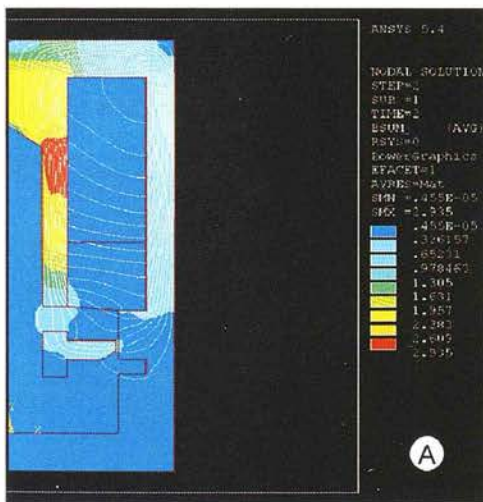 ANSYS 5.4
NODAL SOLUTION
STEP=2
SUB =1
TIME=2
BSUM (AVG)
RSYS=0
PowerGraphics
EFACET=1
AVRES=Mat
SMN =.455E-05
SMX =2.935
.455E-05
.326157
.65231
.978463
1.305
1.631
1.957
2.283
2.609
2.935
A